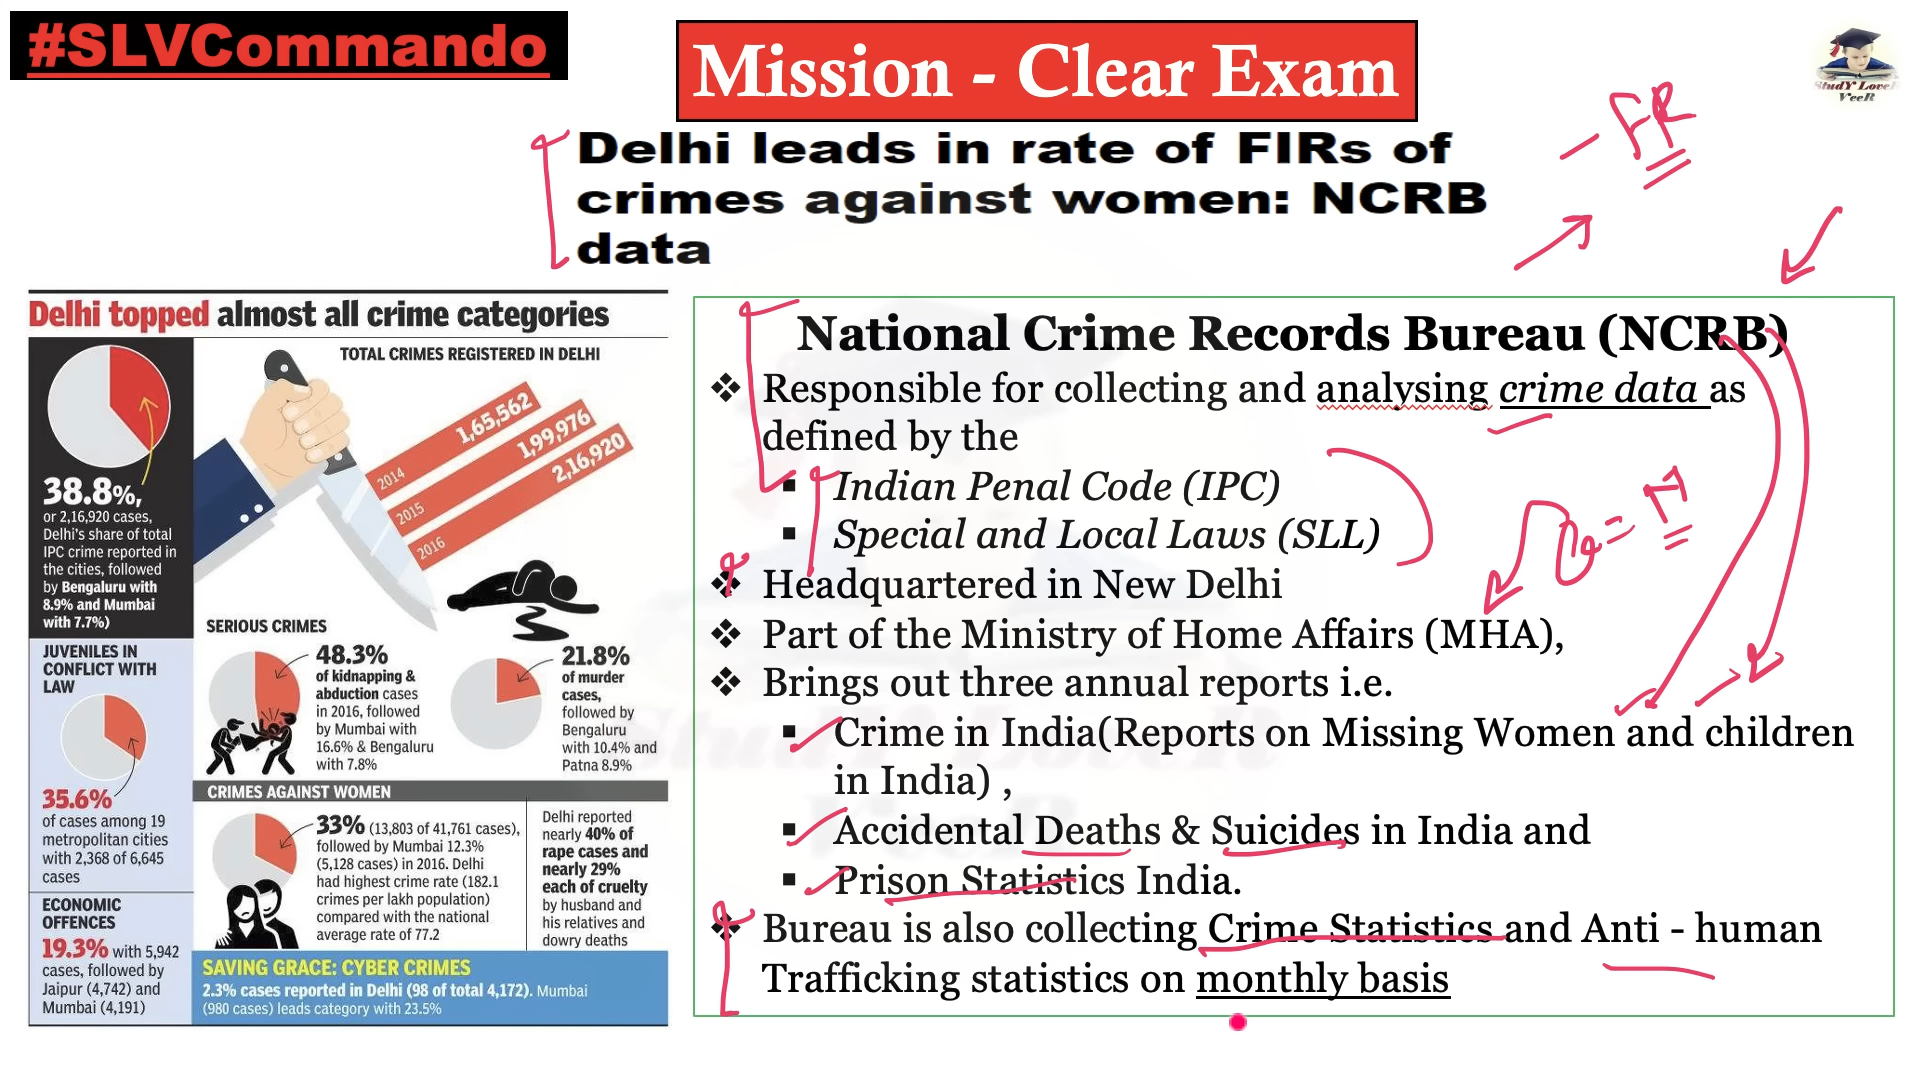 #SLVCommando
Mission - Clear Exam
StudY LoveR
VeeR
- FIR
Delhi leads in rate of FIRs of
crimes against women: NCRB
data
Delhi topped almost all crime categories
38.8%,
or 2,16,920 cases,
Delhi's share of total
IPC crime reported in
the cities, followed
by Bengaluru with
8.9% and Mumbai
with 7.7%)
TOTAL CRIMES REGISTERED IN DELHI
2014 1,65,562
2015 1,99,976
2016 2,16,920
JUVENILES IN
CONFLICT WITH
LAW
35.6%
of cases among 19
metropolitan cities
with 2,368 of 6,645
cases
ECONOMIC
OFFENCES
19.3% with 5,942
cases, followed by
Jaipur (4,742) and
Mumbai (4,191)
SERIOUS CRIMES
48.3%
of kidnapping &
abduction cases
in 2016, followed
by Mumbai with
16.6% & Bengaluru
with 7.8%
21.8%
of murder
cases,
followed by
Bengaluru
with 10.4% and
Patna 8.9%
CRIMES AGAINST WOMEN
33% (13,803 of 41,761 cases),
followed by Mumbai 12.3%
(5,128 cases) in 2016. Delhi
had highest crime rate (182.1
crimes per lakh population)
compared with the national
average rate of 77.2
Delhi reported
nearly 40% of
rape cases and
nearly 29%
each of cruelty
by husband and
his relatives and
dowry deaths
SAVING GRACE: CYBER CRIMES
2.3% cases reported in Delhi (98 of total 4,172). Mumbai
(980 cases) leads category with 23.5%
National Crime Records Bureau (NCRB)
❖ Responsible for collecting and analysing crime data as
defined by the
▪ Indian Penal Code (IPC)
▪ Special and Local Laws (SLL)
❖ Headquartered in New Delhi
❖ Part of the Ministry of Home Affairs (MHA),
❖ Brings out three annual reports i.e.
▪ Crime in India(Reports on Missing Women and children
in India) ,
▪ Accidental Deaths & Suicides in India and
▪ Prison Statistics India.
❖ Bureau is also collecting Crime Statistics and Anti - human
Trafficking statistics on monthly basis